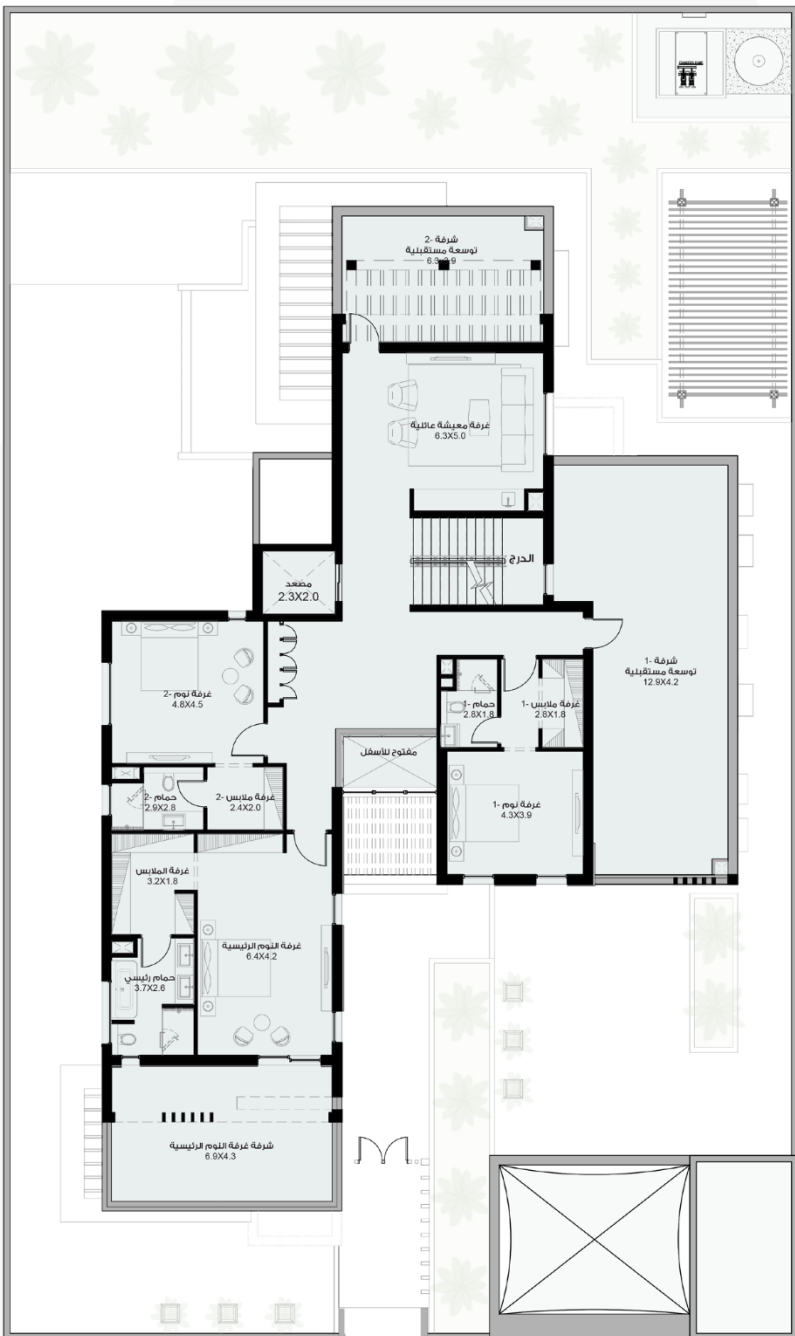 شرفة -2
توسعة مستقبلية
6.3x3.9
غرفة معيشة عائلية
6.3X5.0
الدرج
مصعد
2.3X2.0
شرفة -1
توسعة مستقبلية
12.9X4.2
غرفة نوم -2
4.8X4.5
حمام -1
2.8X1.8
غرفة ملابس -1
2.8X1.8
مفتوح للأسفل
حمام -2
2.9X2.8
غرفة ملابس -2
2.4X2.0
غرفة نوم -1
4.3X3.9
غرفة الملابس
3.2X1.8
غرفة النوم الرئيسية
6.4X4.2
حمام رئيسي
3.7X2.6
شرفة غرفة النوم الرئيسية
6.9X4.3